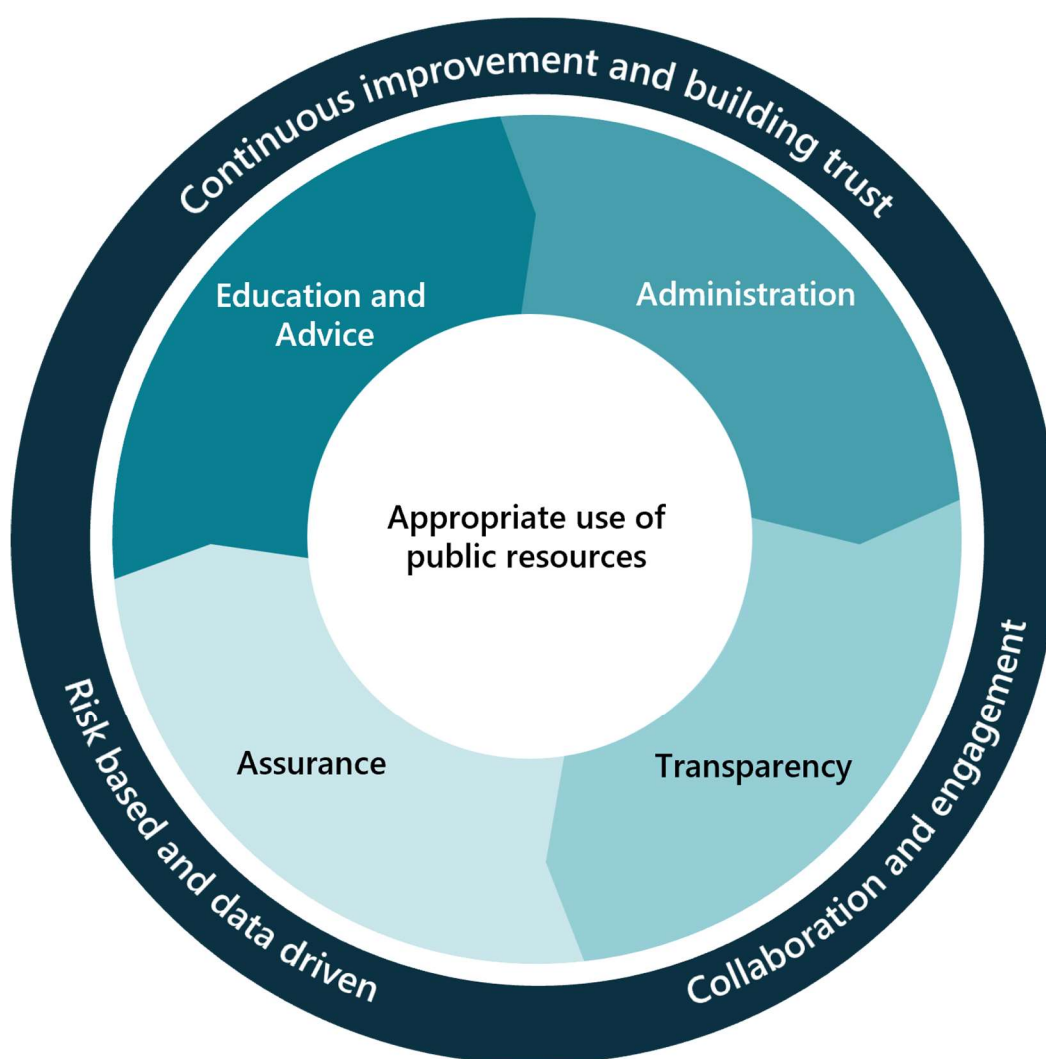 Continuous improvement and building trust
Education and
Advice
Administration
Appropriate use of
public resources
Assurance
Transparency
Risk based and data driven
Collaboration and engagement